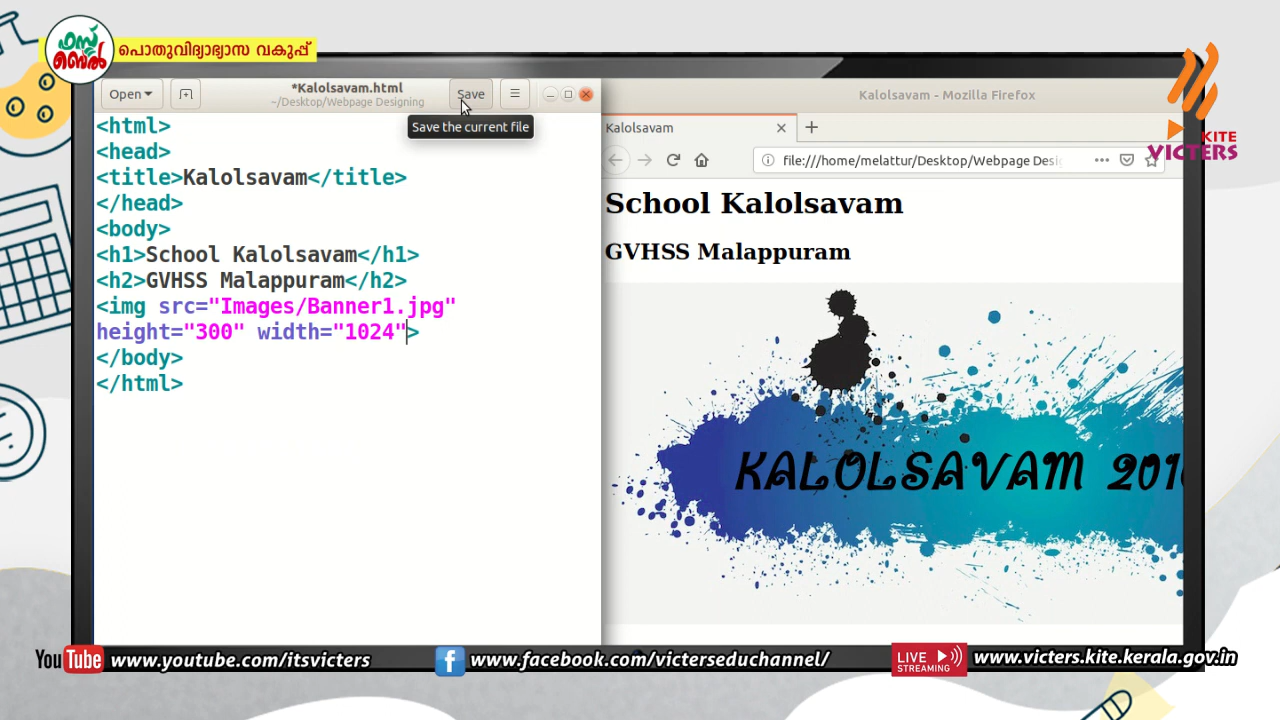 ഫസ്റ്റ്
ബെൽ
പൊതുവിദ്യാഭ്യാസ വകുപ്പ്
Open
*Kalolsavam.html
~/Desktop/Webpage Designing
Save
Save the current file
<html>
<head>
<title>Kalolsavam</title>
</head>
<body>
<h1>School Kalolsavam</h1>
<h2>GVHSS Malappuram</h2>
<img src="Images/Banner1.jpg"
height="300" width="1024">
</body>
</html>
Kalolsavam - Mozilla Firefox
Kalolsavam
file:///home/melattur/Desktop/Webpage Desi
School Kalolsavam
GVHSS Malappuram
KALOLSAVAM 201
KITE
VICTERS
YouTube www.youtube.com/itsvicters
f www.facebook.com/victerseduchannel/
LIVE
STREAMING
www.victers.kite.kerala.gov.in